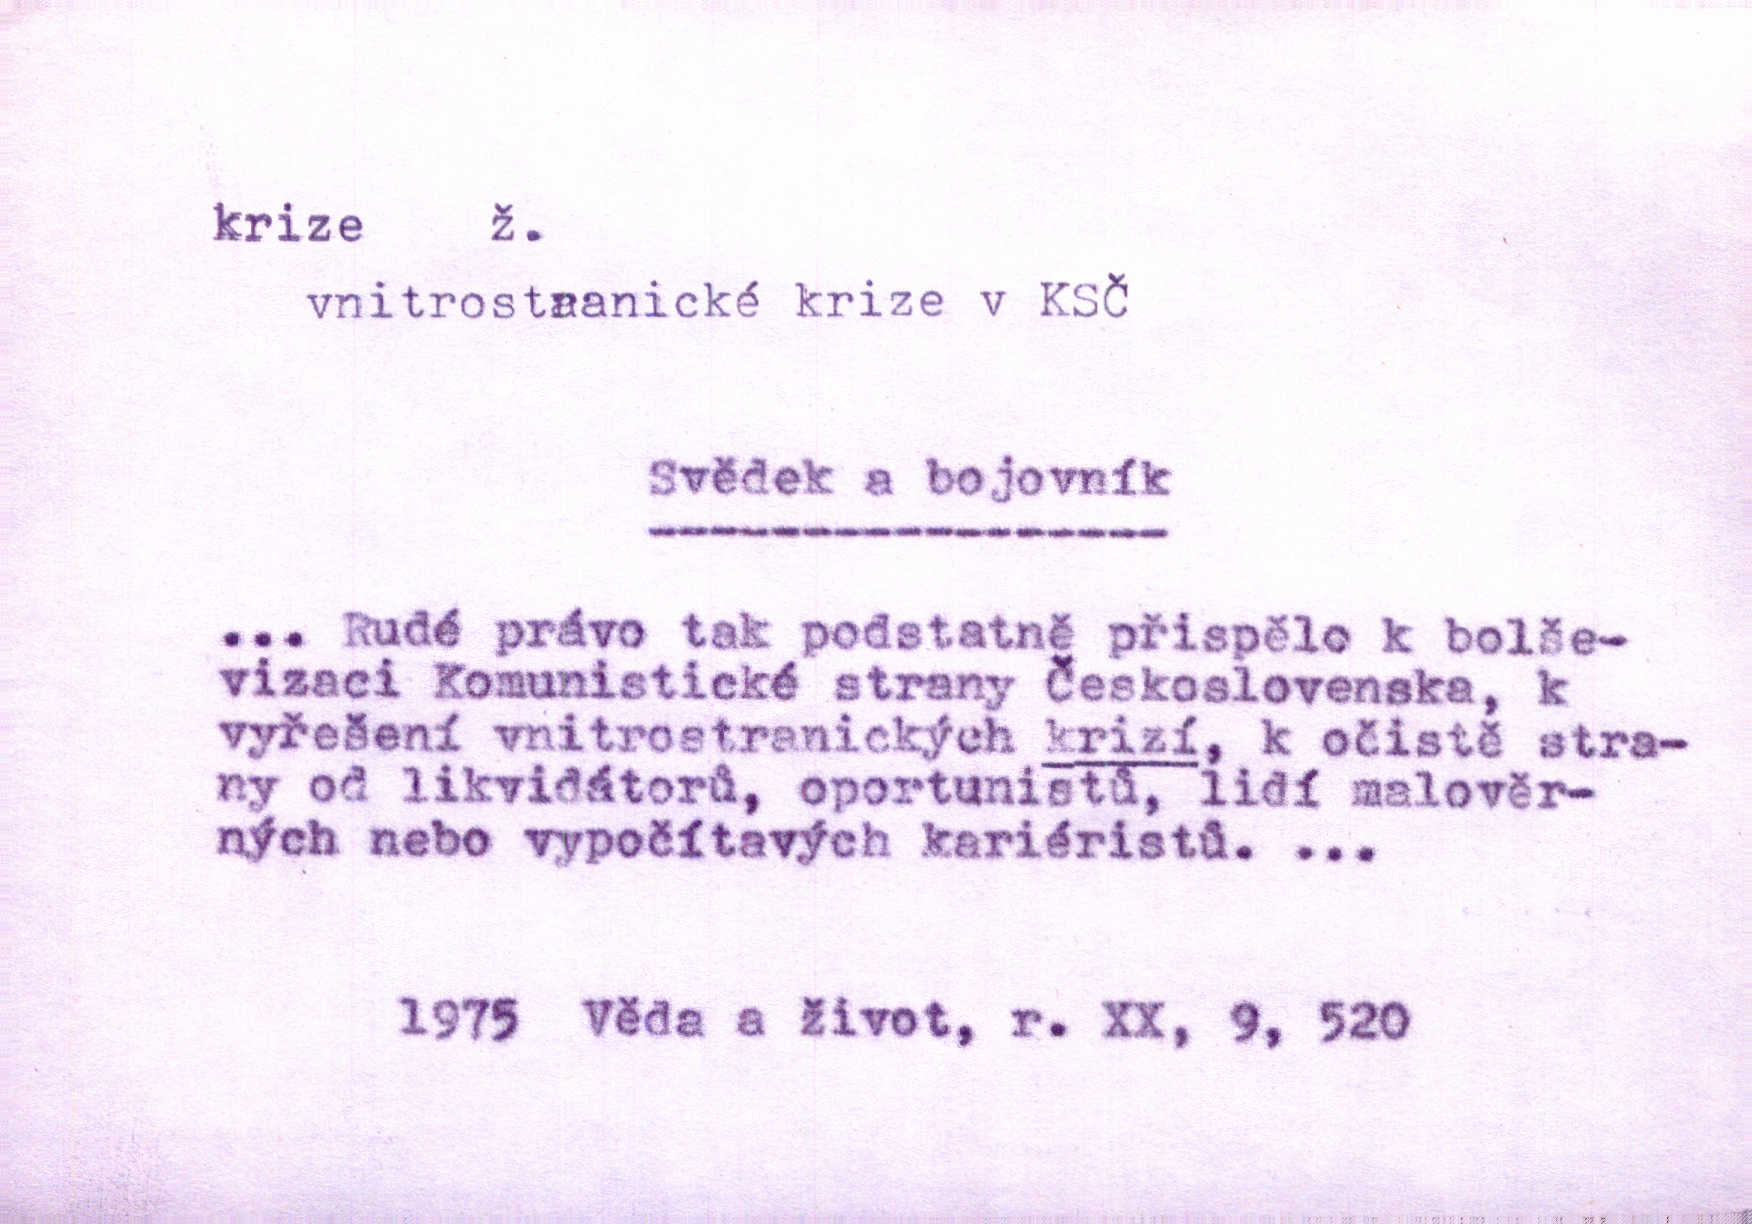 krize ž.
vnitrostranické krize v KSČ
Svědek a bojovník
-----------------
... Rudé právo tak podstatně přispělo k bolše-
vizaci Komunistické strany Československa, k
vyřešení vnitrostranických krizí, k očistě stra-
ny od likvidátorů, oportunistů, lidí malověr-
ných nebo vypočítavých kariéristů. ...
1975 Věda a život, r. XX, 9, 520